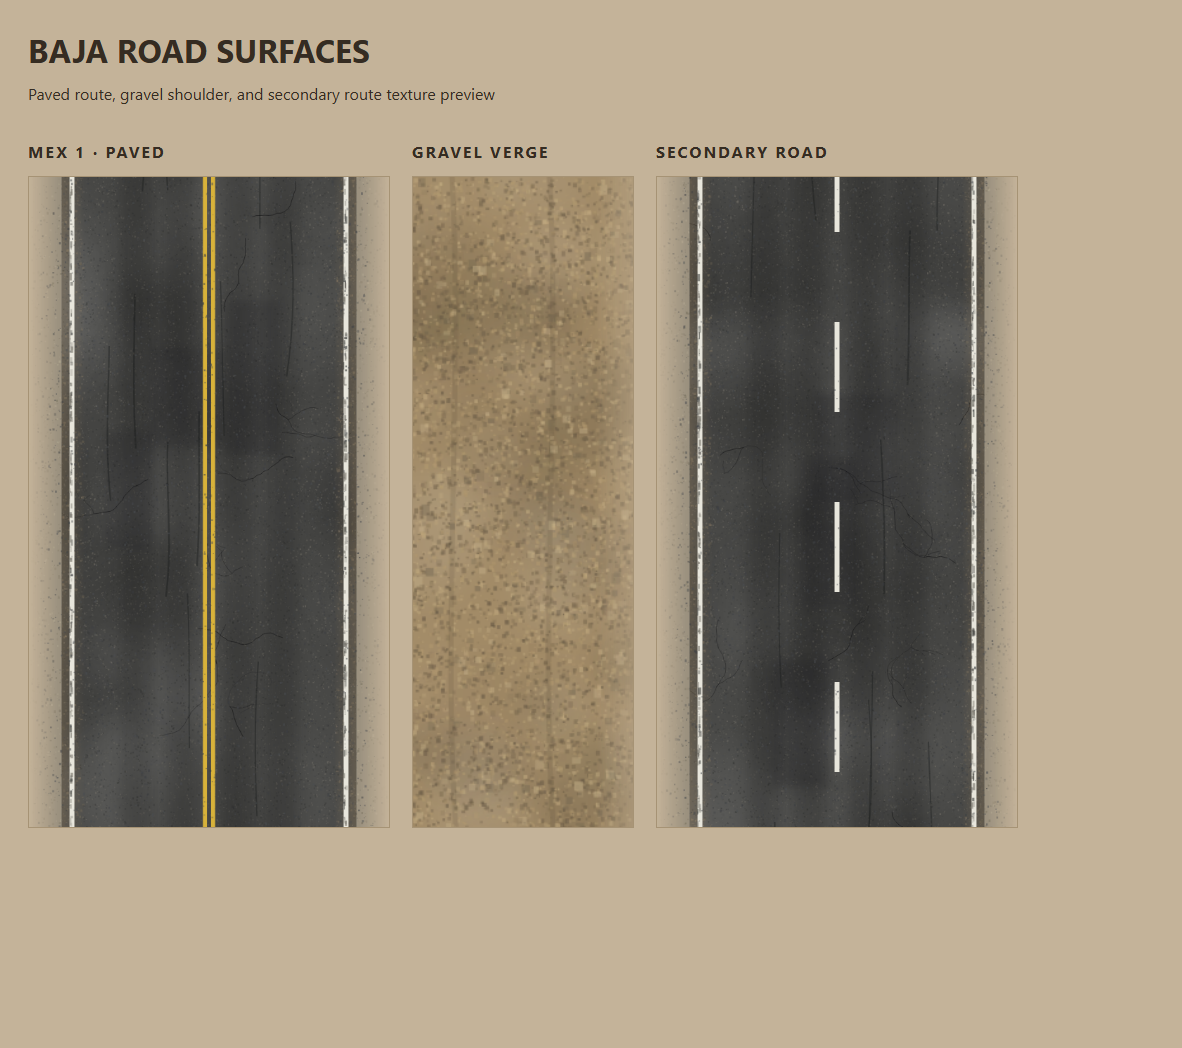 BAJA ROAD SURFACES
Paved route, gravel shoulder, and secondary route texture preview
MEX 1 · PAVED
GRAVEL VERGE
SECONDARY ROAD